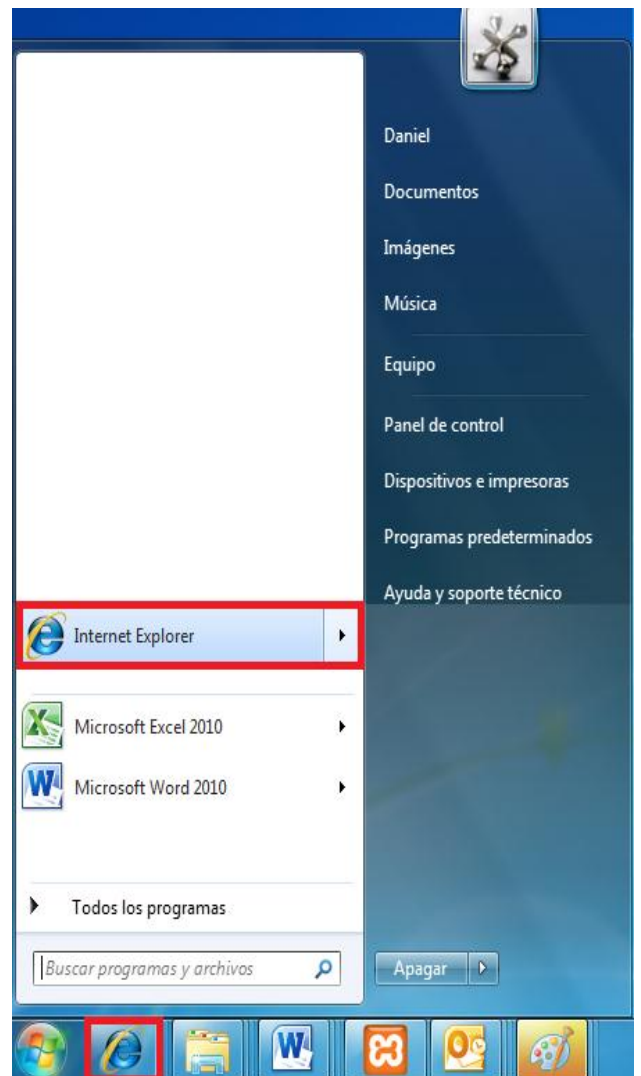 Daniel
Documentos
Imágenes
Música
Equipo
Panel de control
Dispositivos e impresoras
Programas predeterminados
Ayuda y soporte técnico
Internet Explorer
Microsoft Excel 2010
Microsoft Word 2010
Todos los programas
Buscar programas y archivos
Apagar